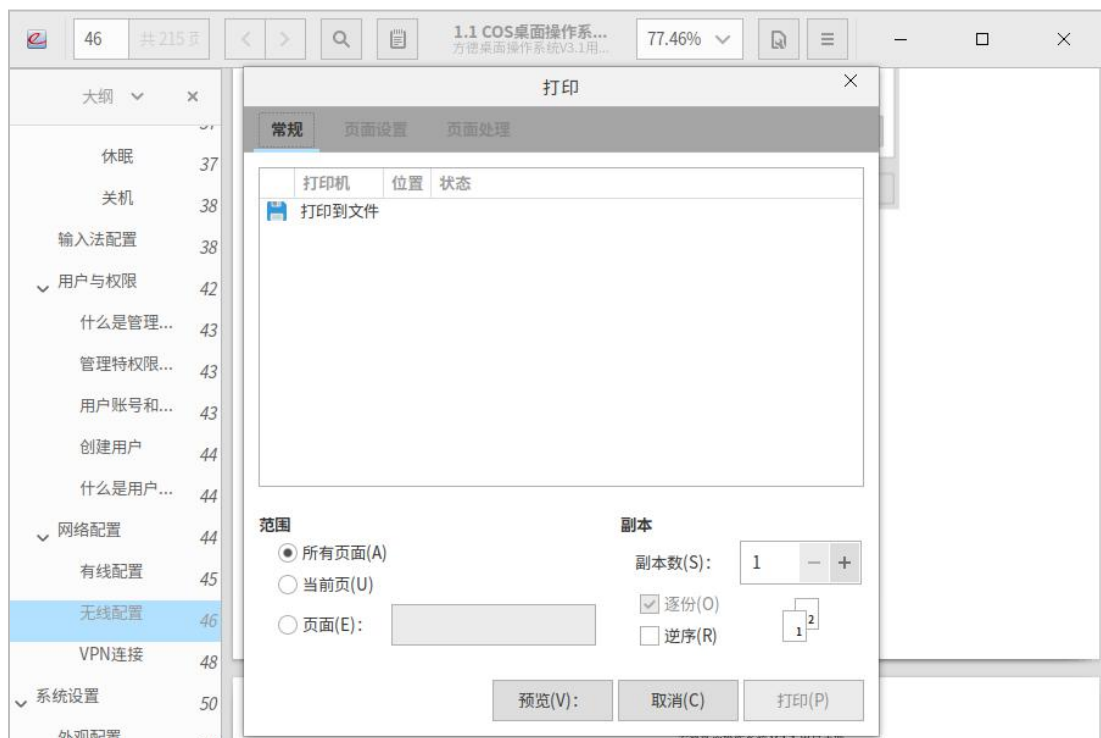 46 共215页
1.1 COS桌面操作系...
方德桌面操作系统V3.1用...
77.46%
大纲
37
休眠 37
关机 38
输入法配置 38
用户与权限 42
什么是管理... 43
管理特权限... 43
用户账号和... 43
创建用户 44
什么是用户... 44
网络配置 44
有线配置 45
无线配置 46
VPN连接 48
系统设置 50
外观配置
打印
常规 页面设置 页面处理
打印机 位置 状态
打印到文件
范围
所有页面(A)
当前页(U)
页面(E):
副本
副本数(S): 1
逐份(O)
逆序(R)
1 2
预览(V): 取消(C) 打印(P)